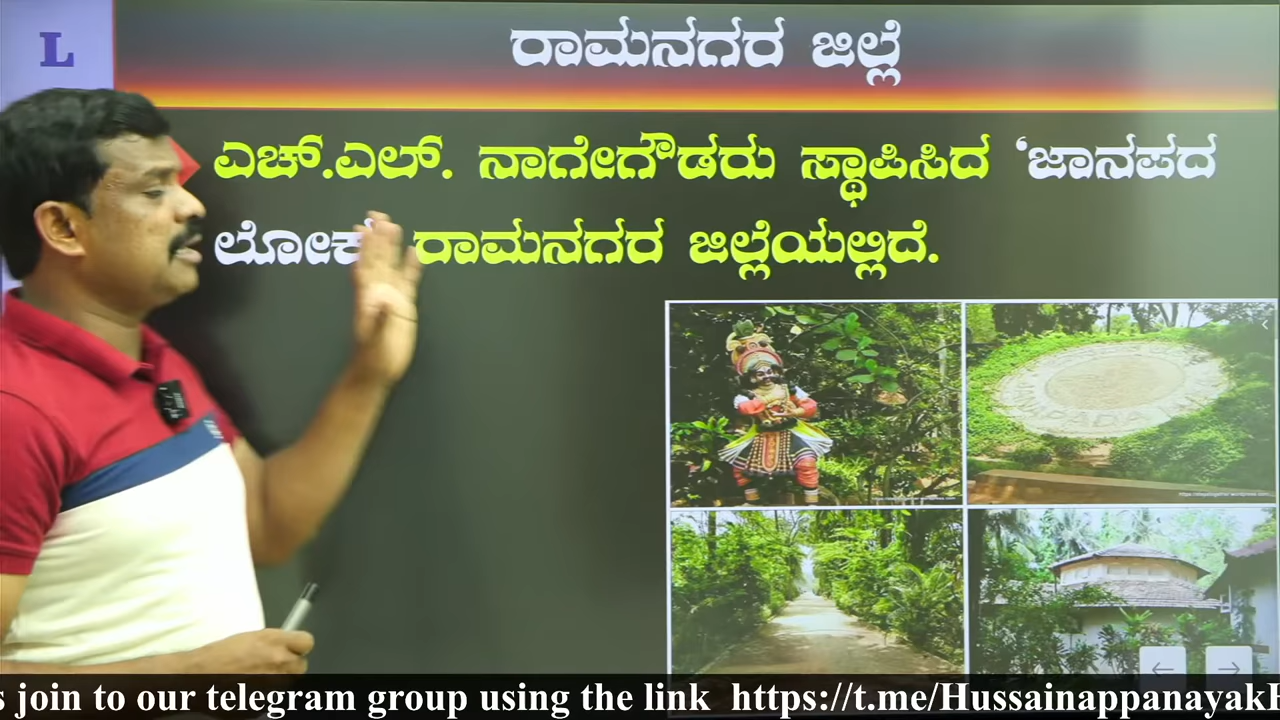 L
ರಾಮನಗರ ಜಿಲ್ಲೆ
ಎಚ್.ಎಲ್. ನಾಗೇಗೌಡರು ಸ್ಥಾಪಿಸಿದ ‘ಜಾನಪದ
ಲೋಕ’ ರಾಮನಗರ ಜಿಲ್ಲೆಯಲ್ಲಿದೆ.
s join to our telegram group using the link https://t.me/Hussainappanayak